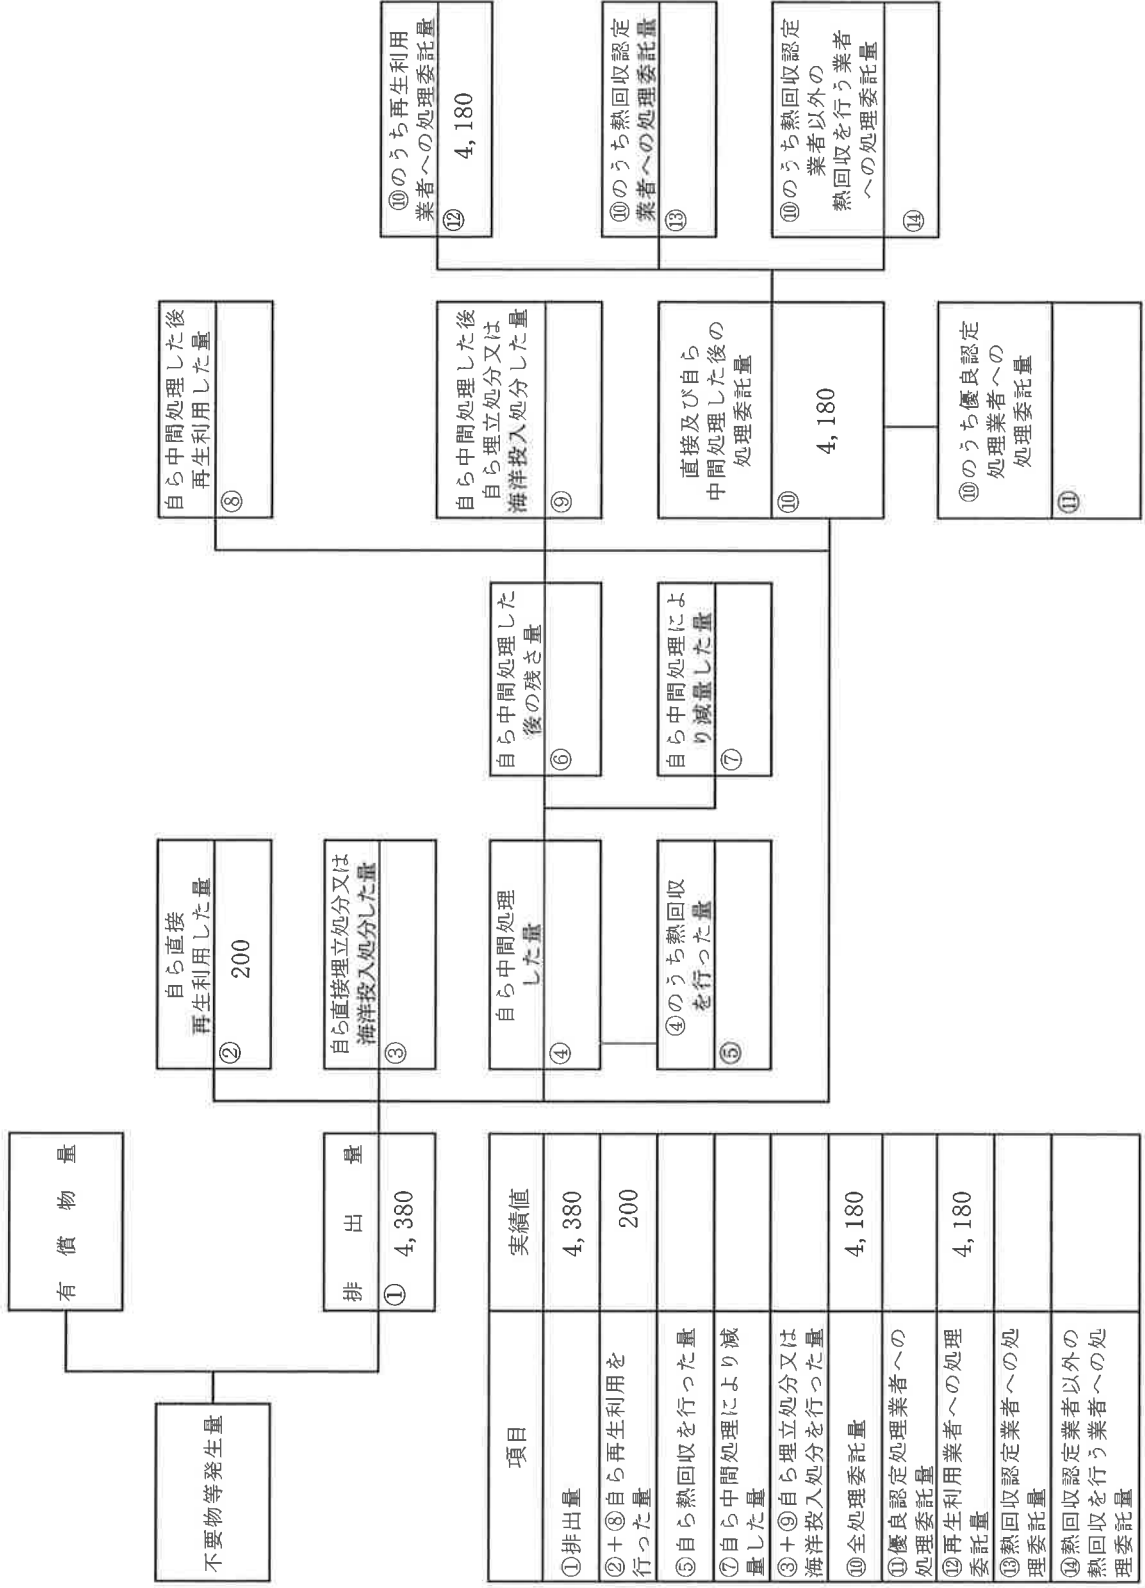 不要物等発生量
有償物量
排出量
① 4,380
自ら直接
再生利用した量
② 200
自ら直接埋立処分又は
海洋投入処分した量
③
自ら中間処理
した量
④
④のうち熱回収
を行った量
⑤
自ら中間処理した
後の残さ量
⑥
自ら中間処理によ
り減量した量
⑦
自ら中間処理した後
再生利用した量
⑧
自ら中間処理した後
自ら埋立処分又は
海洋投入処分した量
⑨
直接及び自ら
中間処理した後の
処理委託量
⑩ 4,180
⑩のうち優良認定
処理業者への
処理委託量
⑪
⑩のうち再生利用
業者への処理委託量
⑫ 4,180
⑩のうち熱回収認定
業者への処理委託量
⑬
⑩のうち熱回収認定
業者以外の
熱回収を行う業者
への処理委託量
⑭
項目 実績値
①排出量 4,380
②+⑧自ら再生利用を
行った量 200
⑤自ら熱回収を行った量
⑦自ら中間処理により減
量した量
③+⑨自ら埋立処分又は
海洋投入処分を行った量
⑩全処理委託量 4,180
⑪優良認定処理業者への
処理委託量
⑫再生利用業者への処理
委託量 4,180
⑬熱回収認定業者への処
理委託量
⑭熱回収認定業者以外の
熱回収を行う業者への処
理委託量